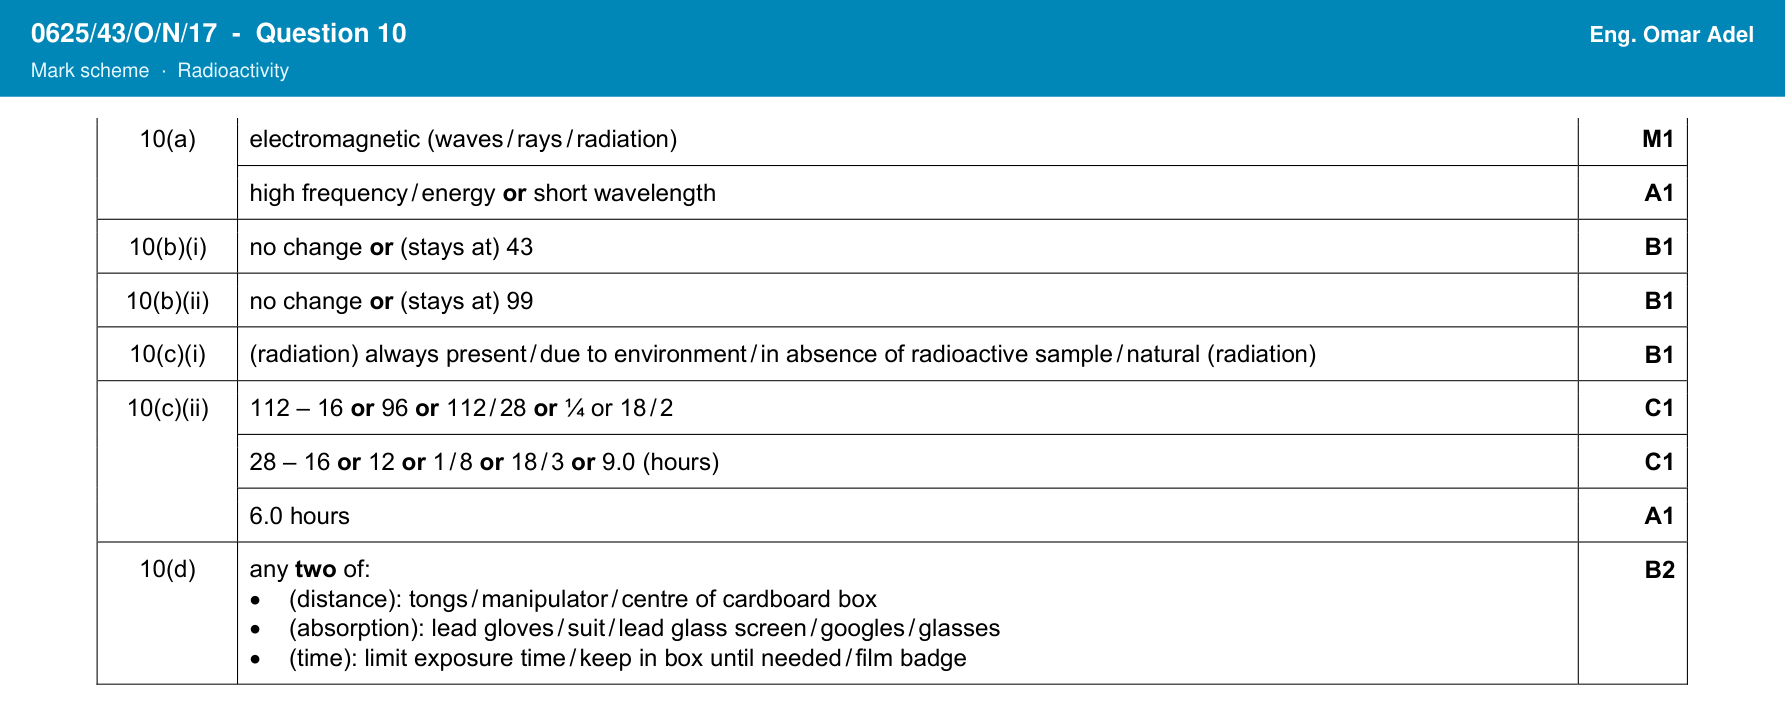 0625/43/O/N/17 - Question 10
Eng. Omar Adel
Mark scheme · Radioactivity
10(a) electromagnetic (waves/rays/radiation) M1
high frequency/energy or short wavelength A1
10(b)(i) no change or (stays at) 43 B1
10(b)(ii) no change or (stays at) 99 B1
10(c)(i) (radiation) always present/due to environment/in absence of radioactive sample/natural (radiation) B1
10(c)(ii) 112 – 16 or 96 or 112/28 or ¼ or 18/2 C1
28 – 16 or 12 or 1/8 or 18/3 or 9.0 (hours) C1
6.0 hours A1
10(d) any two of: B2
• (distance): tongs/manipulator/centre of cardboard box
• (absorption): lead gloves/suit/lead glass screen/googles/glasses
• (time): limit exposure time/keep in box until needed/film badge